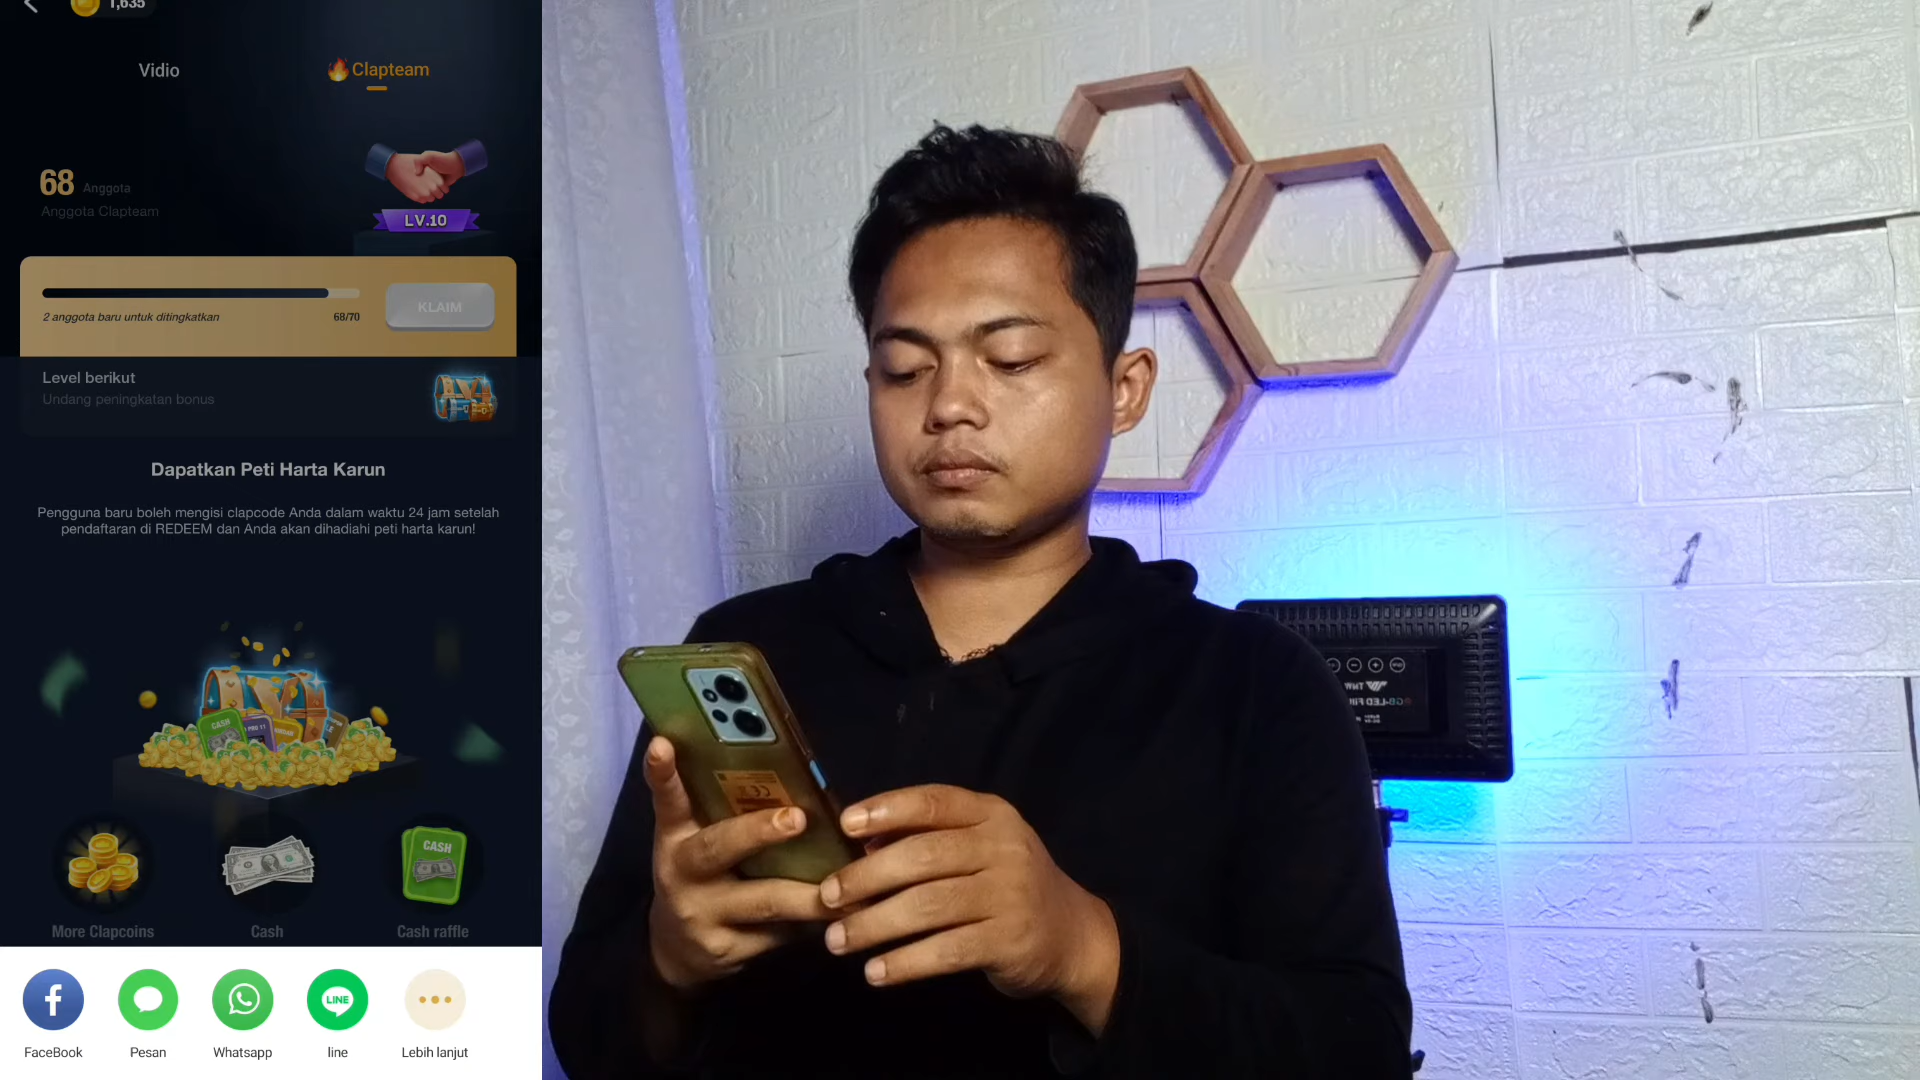 1,635
Vidio
Clapteam
68 Anggota
Anggota Clapteam
LV.10
2 anggota baru untuk ditingkatkan
68/70
KLAIM
Level berikut
Undang peningkatan bonus
Dapatkan Peti Harta Karun
Pengguna baru boleh mengisi clapcode Anda dalam waktu 24 jam setelah
pendaftaran di REDEEM dan Anda akan dihadiahi peti harta karun!
CASH
CASH
More Clapcoins
Cash
Cash raffle
LINE
FaceBook
Pesan
Whatsapp
line
Lebih lanjut